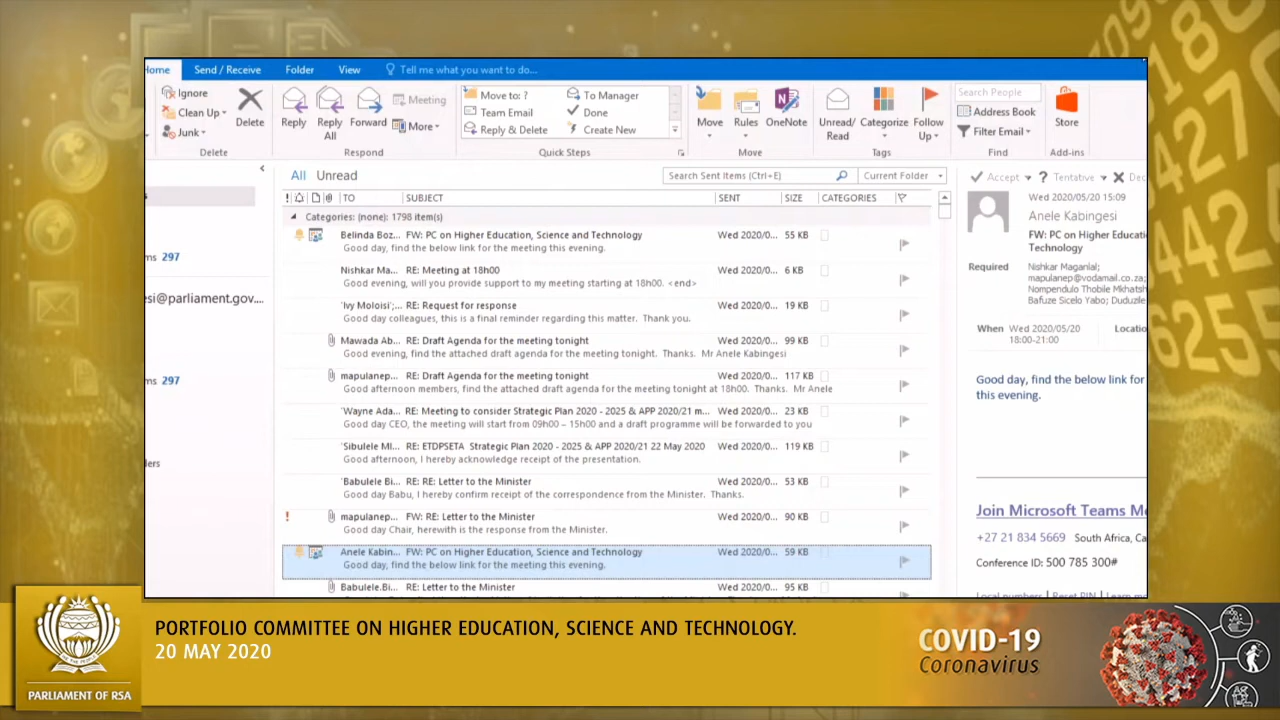 Home Send / Receive Folder View Tell me what you want to do...
Ignore
Clean Up
Junk
Delete
Delete
Reply
Reply All
Forward
Meeting
More
Respond
Move to: ? To Manager
Team Email Done
Reply & Delete Create New
Quick Steps
Move
Rules
OneNote
Move
Unread/ Read
Categorize
Follow Up
Tags
Search People
Address Book
Filter Email
Find
Store
Add-ins
All Unread
Search Sent Items (Ctrl+E) Current Folder
TO SUBJECT SENT SIZE CATEGORIES
Categories: (none): 1798 item(s)
Belinda Boz... FW: PC on Higher Education, Science and Technology Wed 2020/0... 55 KB
Good day, find the below link for the meeting this evening.
Nishkar Ma... RE: Meeting at 18h00 Wed 2020/0... 6 KB
Good evening, will you provide support to my meeting starting at 18h00. <end>
'Ivy Moloisi';... RE: Request for response Wed 2020/0... 19 KB
Good day colleagues, this is a final reminder regarding this matter. Thank you.
Mawada Ab... RE: Draft Agenda for the meeting tonight Wed 2020/0... 99 KB
Good evening, find the attached draft agenda for the meeting tonight. Thanks. Mr Anele Kabingesi
mapulanep... RE: Draft Agenda for the meeting tonight Wed 2020/0... 117 KB
Good afternoon members, find the attached draft agenda for the meeting tonight at 18h00. Thanks. Mr Anele
'Wayne Ada... RE: Meeting to consider Strategic Plan 2020 - 2025 & APP 2020/21 m... Wed 2020/0... 23 KB
Good day CEO, the meeting will start from 09h00 – 15h00 and a draft programme will be forwarded to you
'Sibulele MI... RE: ETDPSETA Strategic Plan 2020 - 2025 & APP 2020/21 22 May 2020 Wed 2020/0... 119 KB
Good afternoon, I hereby acknowledge receipt of the presentation.
'Babulele Bi... RE: RE: Letter to the Minister Wed 2020/0... 53 KB
Good day Babu, I hereby confirm receipt of the correspondence from the Minister. Thanks.
mapulanep... FW: RE: Letter to the Minister Wed 2020/0... 90 KB
Good day Chair, herewith is the response from the Minister.
Anele Kabin... FW: PC on Higher Education, Science and Technology Wed 2020/0... 59 KB
Good day, find the below link for the meeting this evening.
Babulele.Bi... RE: Letter to the Minister Wed 2020/0... 95 KB
ms 297
esi@parliament.gov....
ms 297
ders
Accept ? Tentative Dec
Wed 2020/05/20 15:09
Anele Kabingesi
FW: PC on Higher Educati
Technology
Required Nishkar Maganlal;
mapulanep@vodamail.co.za;
Nompendulo Thobile Mkhatsh
Bafuze Sicelo Yabo; Duduzile
When Wed 2020/05/20 Locatio
18:00-21:00
Good day, find the below link for
this evening.
Join Microsoft Teams Me
+27 21 834 5669 South Africa, Ca
Conference ID: 500 785 300#
PORTFOLIO COMMITTEE ON HIGHER EDUCATION, SCIENCE AND TECHNOLOGY.
20 MAY 2020
PARLIAMENT OF RSA
COVID-19
Coronavirus